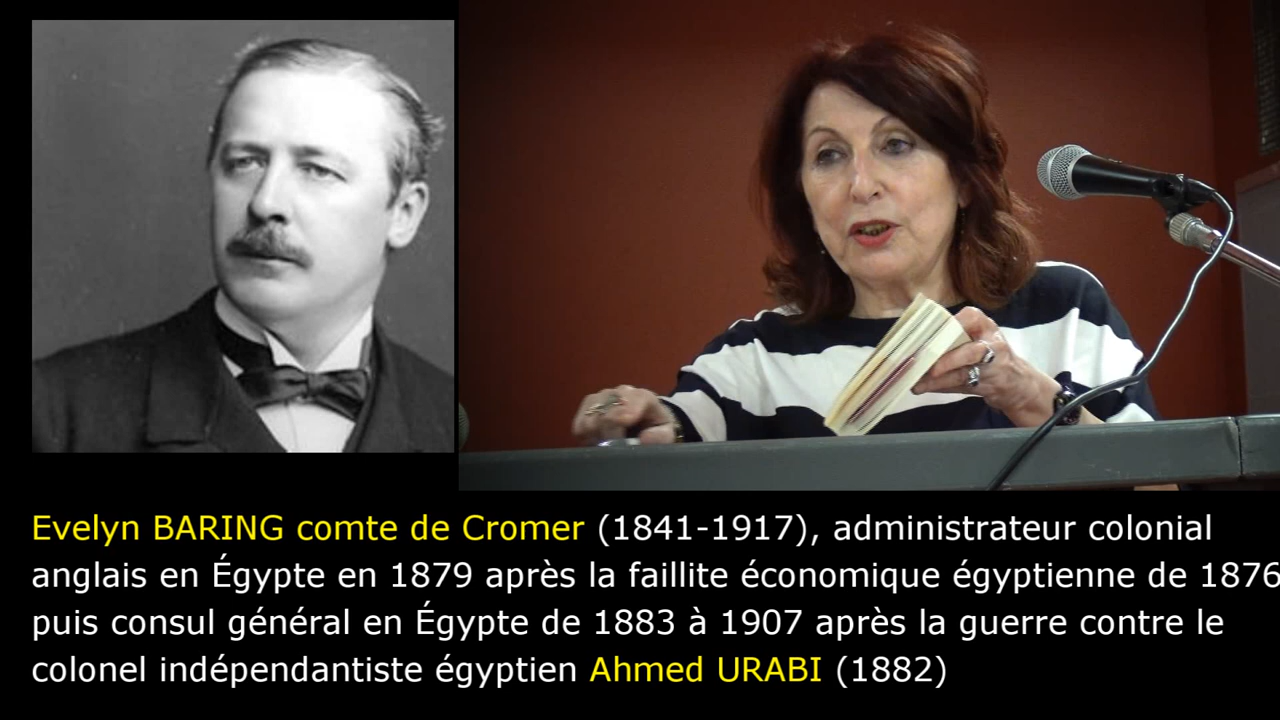 Evelyn BARING comte de Cromer (1841-1917), administrateur colonial
anglais en Égypte en 1879 après la faillite économique égyptienne de 1876
puis consul général en Égypte de 1883 à 1907 après la guerre contre le
colonel indépendantiste égyptien Ahmed URABI (1882)